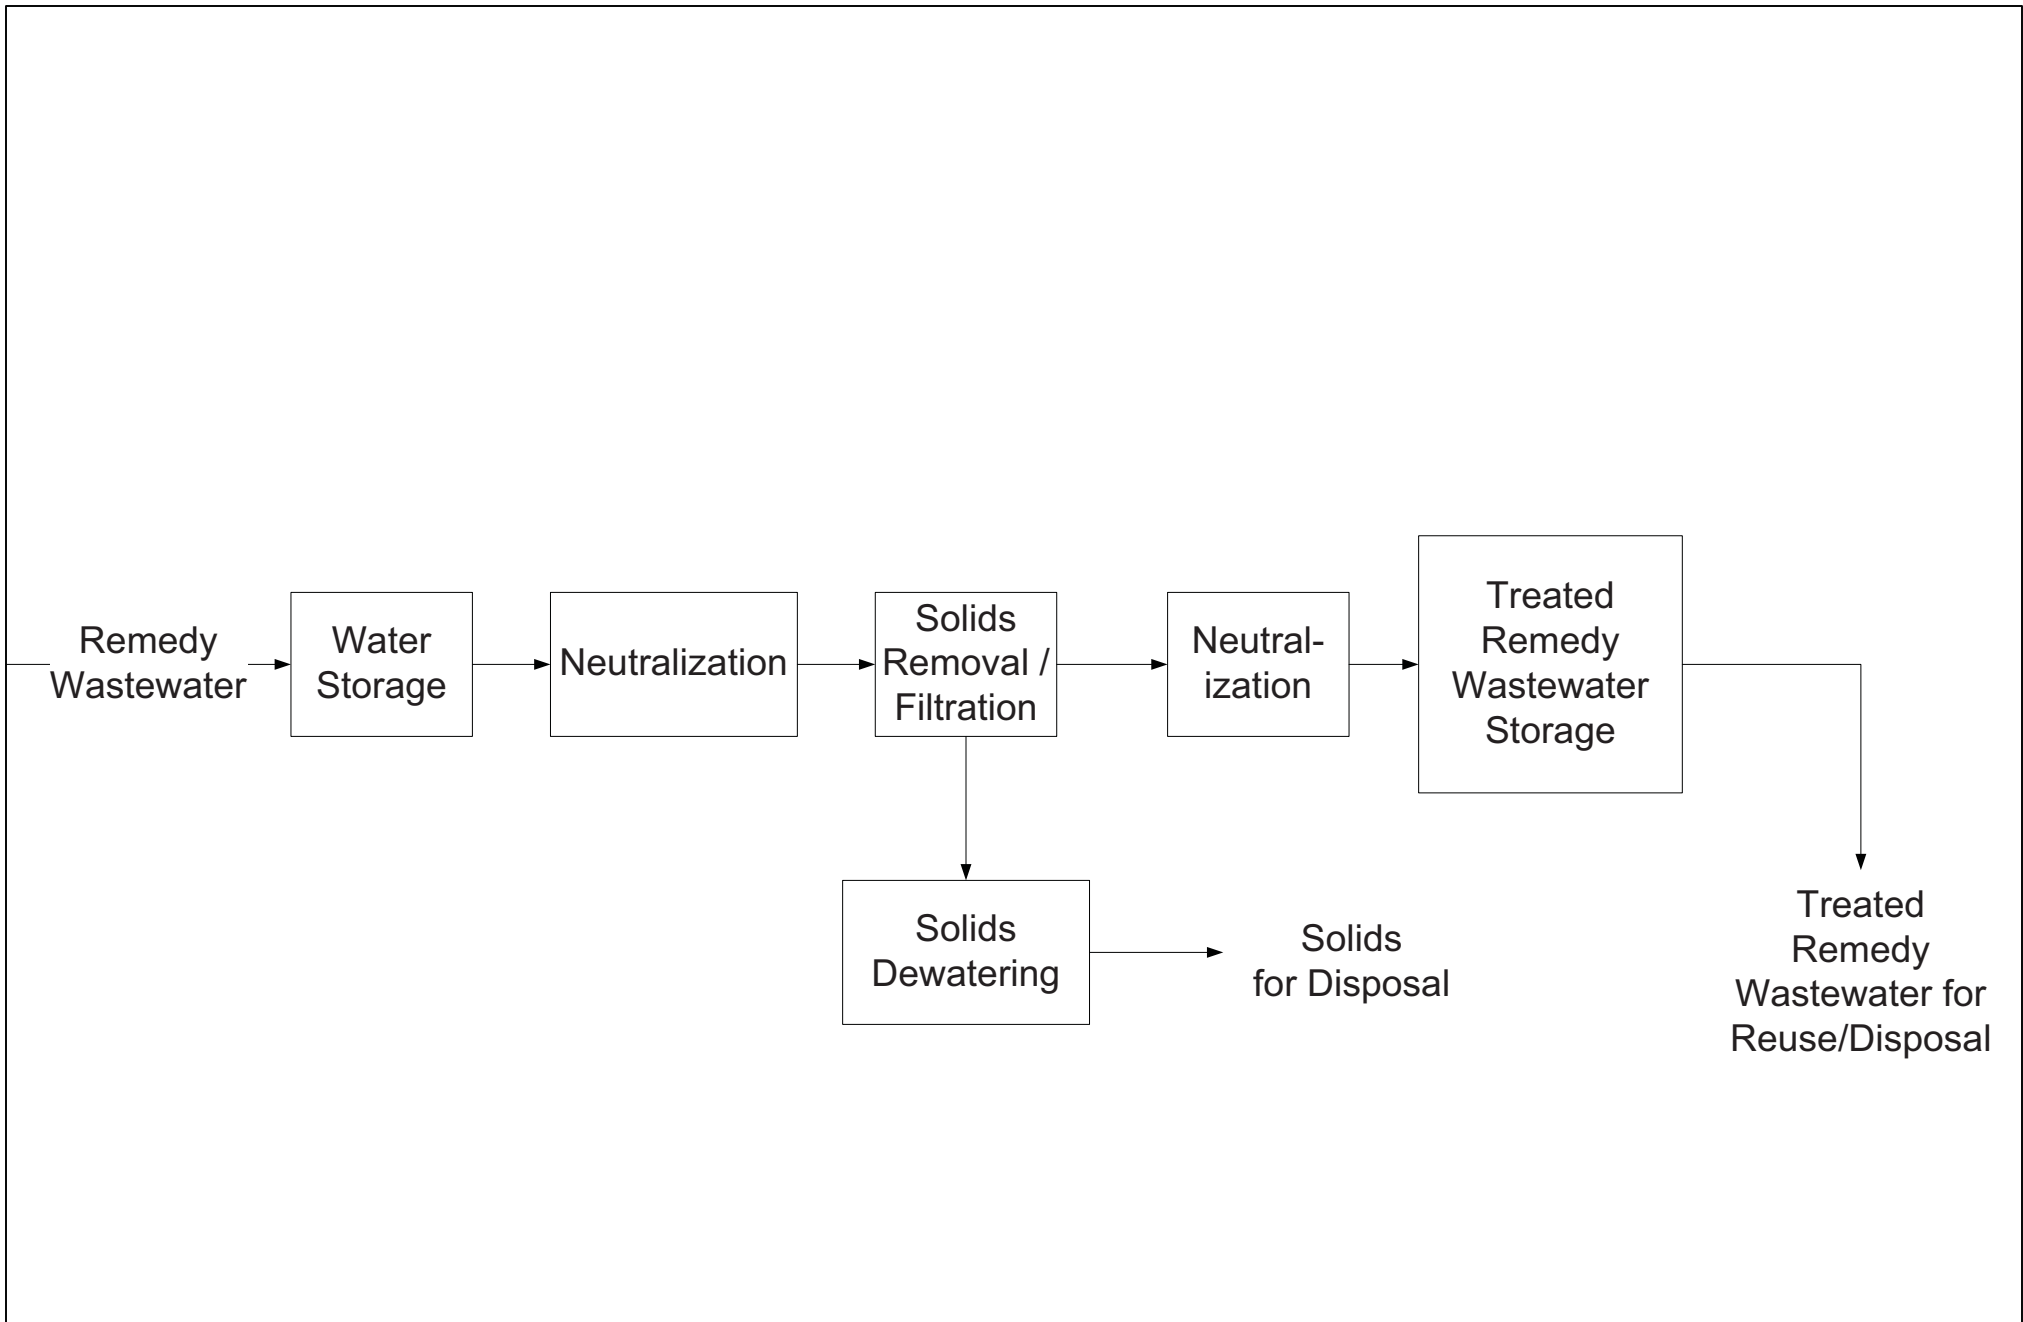 Remedy
Wastewater
Water
Storage
Neutralization
Solids
Removal /
Filtration
Neutral-
ization
Treated
Remedy
Wastewater
Storage
Solids
Dewatering
Solids
for Disposal
Treated
Remedy
Wastewater for
Reuse/Disposal